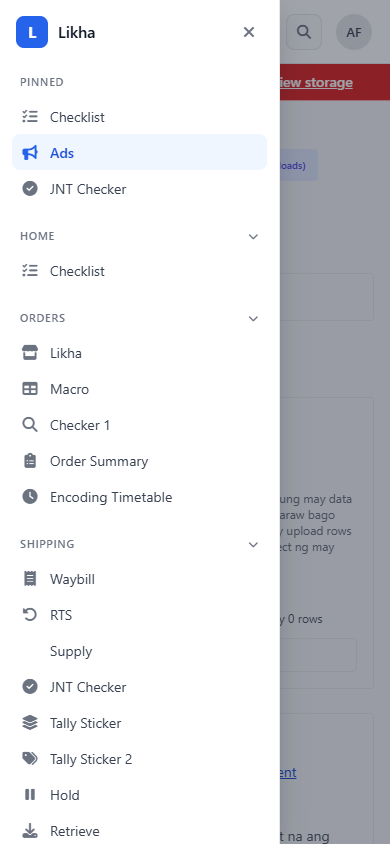 L Likha
AF
iew storage
PINNED
Checklist
Ads
oads)
JNT Checker
HOME
Checklist
ORDERS
Likha
Macro
Checker 1
Order Summary
Encoding Timetable
ung may data
araw bago
y upload rows
ect ng may
SHIPPING
Waybill
RTS
y 0 rows
Supply
JNT Checker
Tally Sticker
Tally Sticker 2
ent
Hold
Retrieve
t na ang